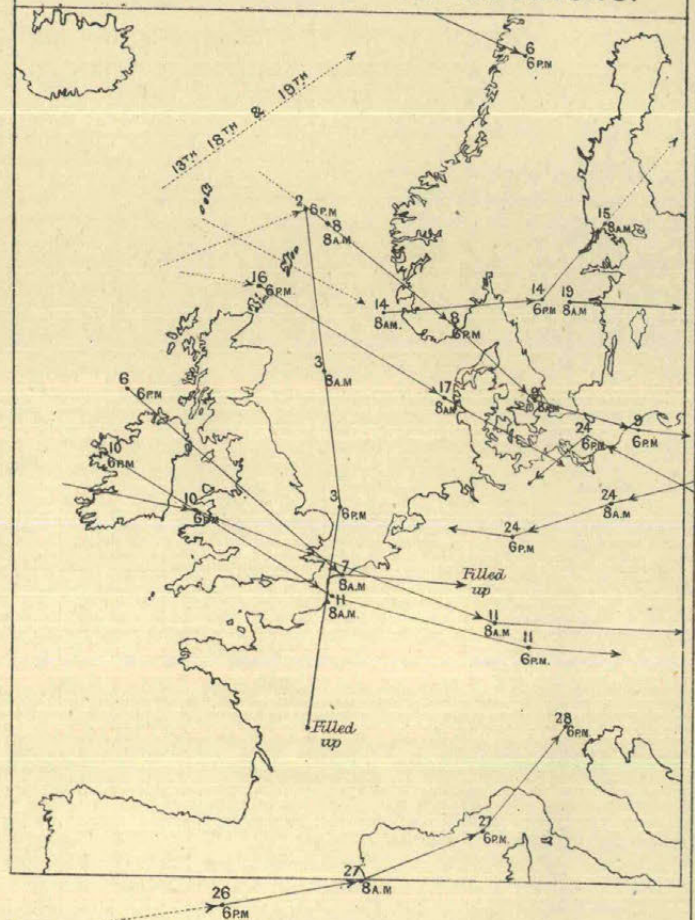 6
6 P.M
13TH 18TH & 19TH
2
6 P.M
8
8 A.M
15
8 A.M.
16
6 P.M.
14
8 A.M.
14
6 P.M
19
8 A.M
8
6 P.M
3
8 A.M
6
6 P.M
17
8 A.M
9
8 A.M
24
6 P.M
9
6 P.M
10
6 P.M
10
6 P.M
3
6 P.M
24
8 A.M
24
6 P.M
7
8 A.M
Filled
up
11
8 A.M.
11
8 A.M
11
6 P.M.
Filled
up
28
6 P.M.
27
6 P.M.
27
8 A.M
26
6 P.M